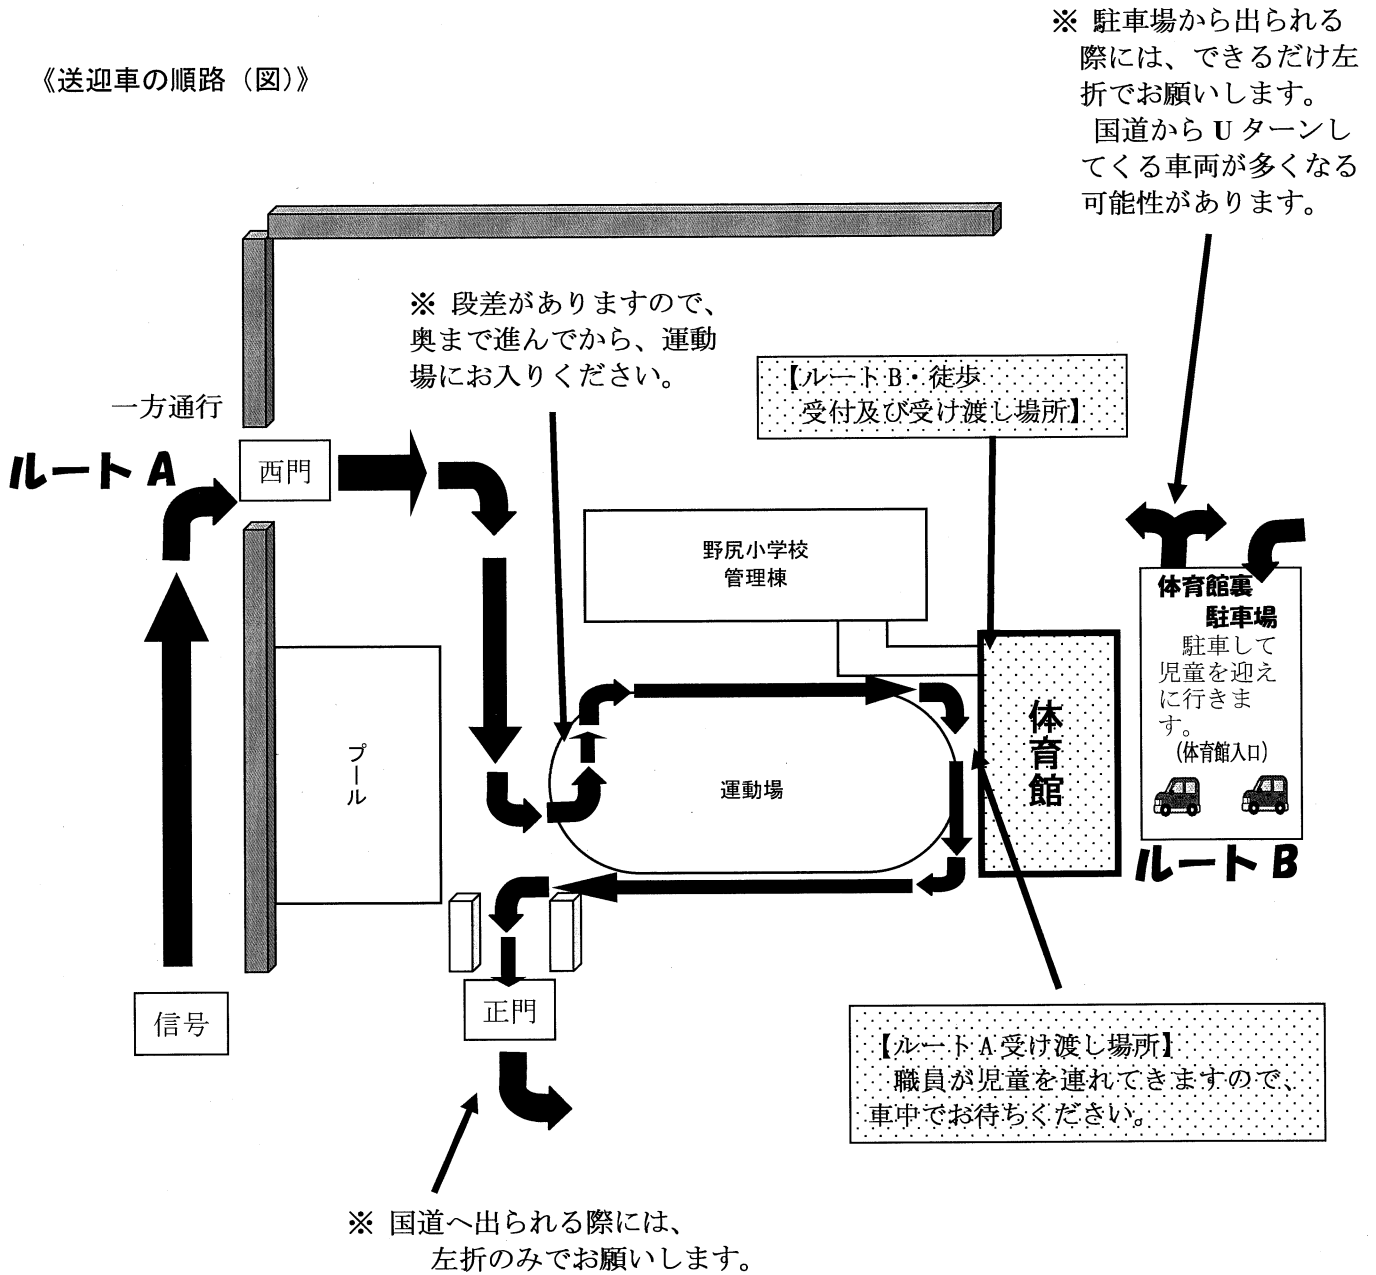 《送迎車の順路（図）》
※ 駐車場から出られる
際には、できるだけ左
折でお願いします。
国道から U ターンし
てくる車両が多くなる
可能性があります。
※ 段差がありますので、
奥まで進んでから、運動
場にお入りください。
【ルート B・徒歩
受付及び受け渡し場所】
一方通行
ルート A
西門
野尻小学校
管理棟
体育館裏
駐車場
駐車して
児童を迎え
に行きま
す。
（体育館入口）
ルート B
体育館
プール
運動場
信号
正門
【ルート A 受け渡し場所】
職員が児童を連れてきますので、
車中でお待ちください。
※ 国道へ出られる際には、
左折のみでお願いします。